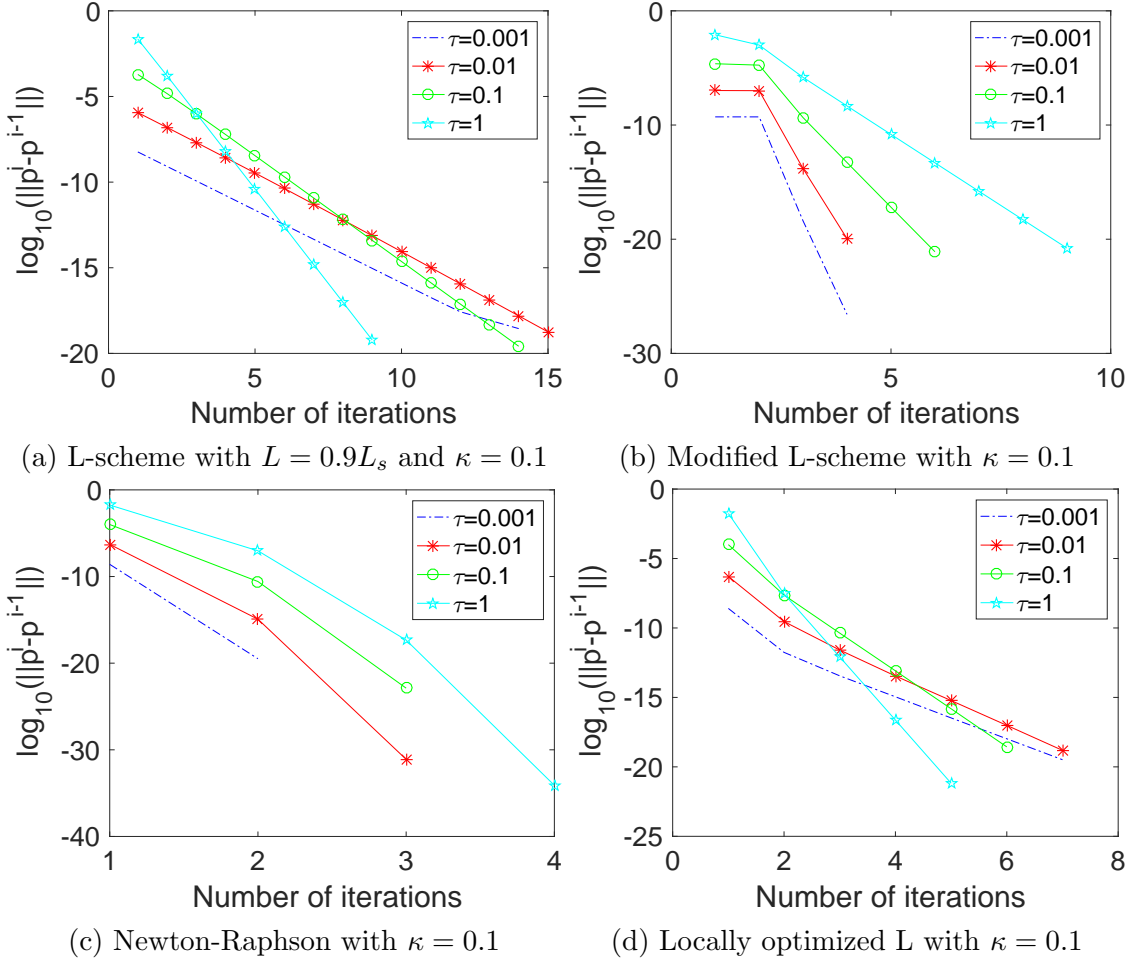 0
-5
-10
-15
-20
0 5 10 15
log10(||p^i-p^{i-1}||)
Number of iterations
τ=0.001
τ=0.01
τ=0.1
τ=1
(a) L-scheme with L = 0.9L_s and κ = 0.1
0
-10
-20
-30
0 5 10
log10(||p^i-p^{i-1}||)
Number of iterations
τ=0.001
τ=0.01
τ=0.1
τ=1
(b) Modified L-scheme with κ = 0.1
0
-10
-20
-30
-40
1 2 3 4
log10(||p^i-p^{i-1}||)
Number of iterations
τ=0.001
τ=0.01
τ=0.1
τ=1
(c) Newton-Raphson with κ = 0.1
0
-5
-10
-15
-20
-25
0 2 4 6 8
log10(||p^i-p^{i-1}||)
Number of iterations
τ=0.001
τ=0.01
τ=0.1
τ=1
(d) Locally optimized L with κ = 0.1